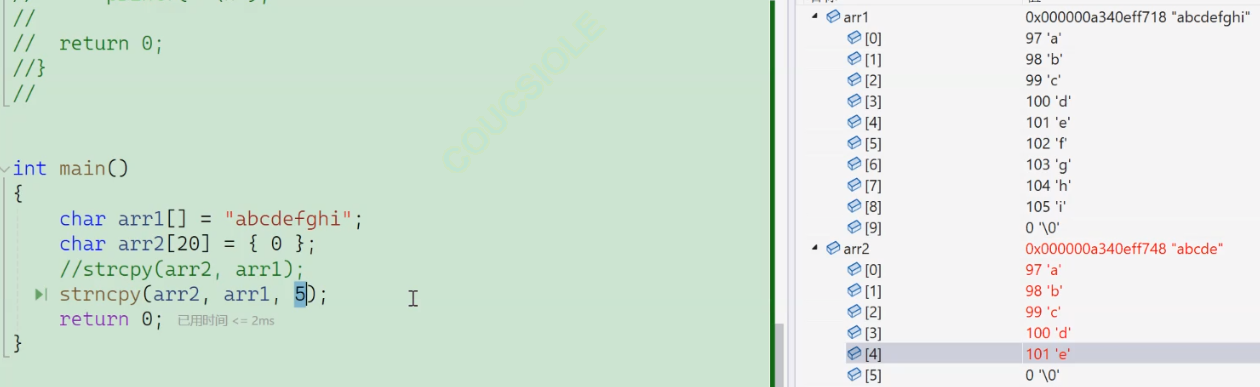 //
//  return 0;
//}
//
int main()
{
char arr1[] = "abcdefghi";
char arr2[20] = { 0 };
//strcpy(arr2, arr1);
strncpy(arr2, arr1, 5);
return 0; 已用时间 <= 2ms
}
COUCSIOLE
arr1 0x000000a340eff718 "abcdefghi"
[0] 97 'a'
[1] 98 'b'
[2] 99 'c'
[3] 100 'd'
[4] 101 'e'
[5] 102 'f'
[6] 103 'g'
[7] 104 'h'
[8] 105 'i'
[9] 0 '\0'
arr2 0x000000a340eff748 "abcde"
[0] 97 'a'
[1] 98 'b'
[2] 99 'c'
[3] 100 'd'
[4] 101 'e'
[5] 0 '\0'